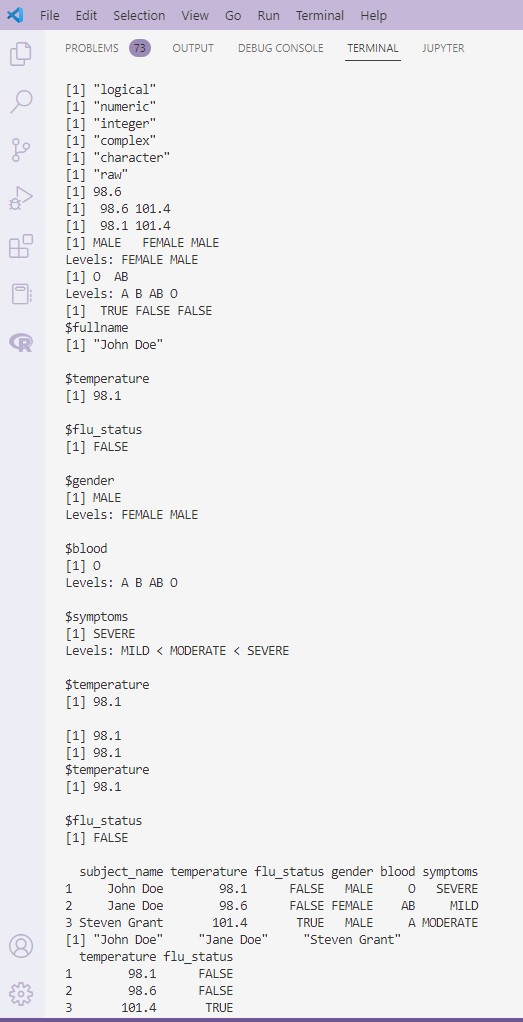 File Edit Selection View Go Run Terminal Help
PROBLEMS 73 OUTPUT DEBUG CONSOLE TERMINAL JUPYTER
[1] "logical"
[1] "numeric"
[1] "integer"
[1] "complex"
[1] "character"
[1] "raw"
[1] 98.6
[1]  98.6 101.4
[1]  98.1 101.4
[1] MALE   FEMALE MALE
Levels: FEMALE MALE
[1] O  AB
Levels: A B AB O
[1]  TRUE FALSE FALSE
$fullname
[1] "John Doe"
$temperature
[1] 98.1
$flu_status
[1] FALSE
$gender
[1] MALE
Levels: FEMALE MALE
$blood
[1] O
Levels: A B AB O
$symptoms
[1] SEVERE
Levels: MILD < MODERATE < SEVERE
$temperature
[1] 98.1
[1] 98.1
[1] 98.1
$temperature
[1] 98.1
$flu_status
[1] FALSE
  subject_name temperature flu_status gender blood symptoms
1     John Doe        98.1      FALSE   MALE     O   SEVERE
2     Jane Doe        98.6      FALSE FEMALE    AB     MILD
3 Steven Grant       101.4       TRUE   MALE     A MODERATE
[1] "John Doe"     "Jane Doe"     "Steven Grant"
  temperature flu_status
1        98.1      FALSE
2        98.6      FALSE
3       101.4       TRUE